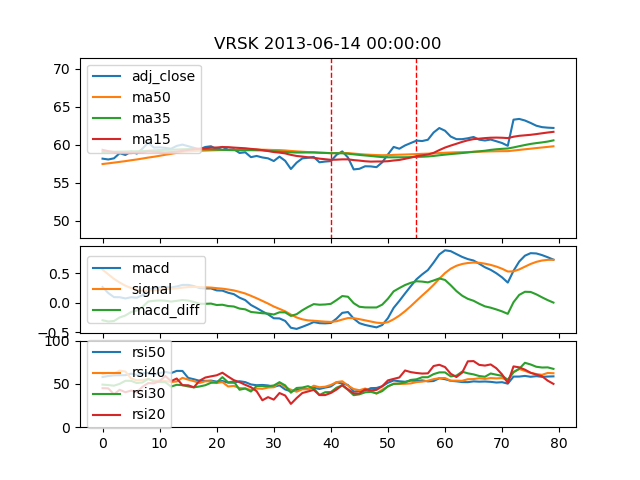 VRSK 2013-06-14 00:00:00
70
65
60
55
50
adj_close
ma50
ma35
ma15
0.5
0.0
−0.5
macd
signal
macd_diff
100
50
0
rsi50
rsi40
rsi30
rsi20
0 10 20 30 40 50 60 70 80